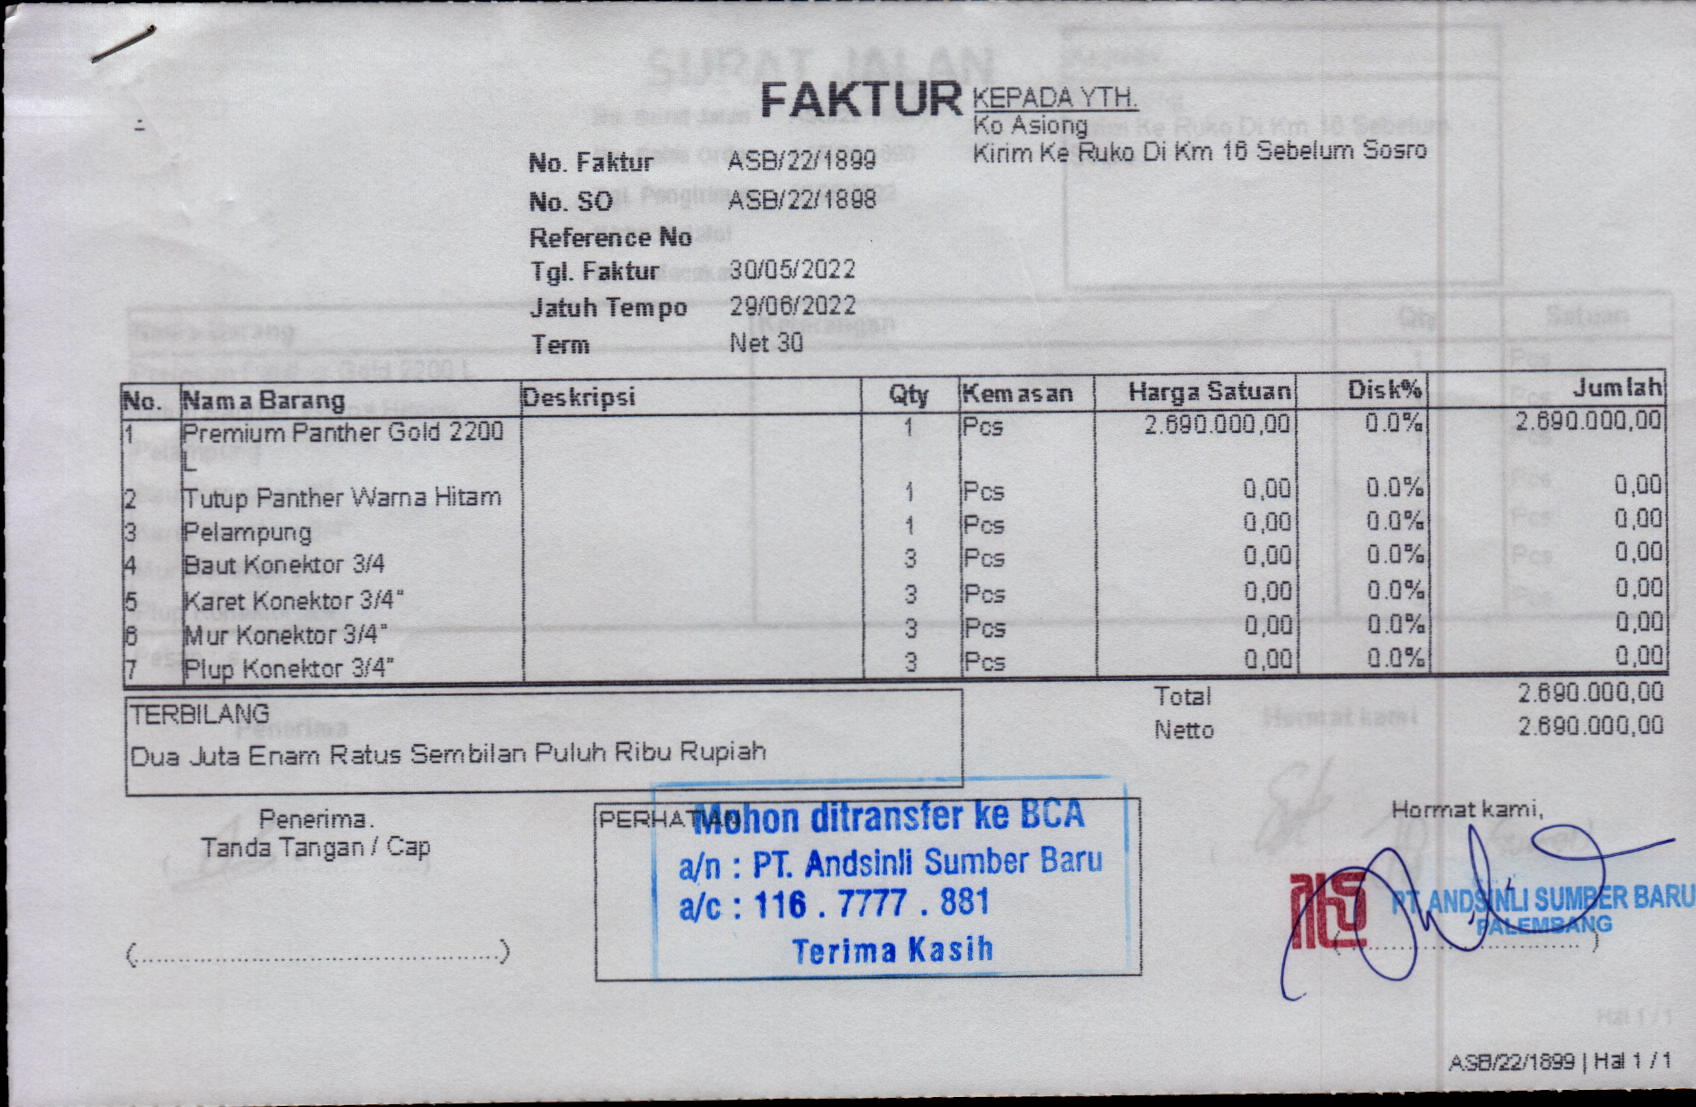 FAKTUR
KEPADA YTH.
Ko Asiong
Kirim Ke Ruko Di Km 16 Sebelum Sosro
No. Faktur ASB/22/1899
No. SO ASB/22/1898
Reference No
Tgl. Faktur 30/05/2022
Jatuh Tempo 29/06/2022
Term Net 30
No. Nama Barang Deskripsi Qty Kemasan Harga Satuan Disk% Jumlah
1 Premium Panther Gold 2200 1 Pcs 2.690.000,00 0.0% 2.690.000,00
L
2 Tutup Panther Warna Hitam 1 Pcs 0,00 0.0% 0,00
3 Pelampung 1 Pcs 0,00 0.0% 0,00
4 Baut Konektor 3/4 3 Pcs 0,00 0.0% 0,00
5 Karet Konektor 3/4" 3 Pcs 0,00 0.0% 0,00
6 Mur Konektor 3/4" 3 Pcs 0,00 0.0% 0,00
7 Plup Konektor 3/4" 3 Pcs 0,00 0.0% 0,00
Total 2.690.000,00
Netto 2.690.000,00
TERBILANG
Dua Juta Enam Ratus Sembilan Puluh Ribu Rupiah
Penerima.
Tanda Tangan / Cap
(..............................................)
PERHATIAN
Mohon ditransfer ke BCA
a/n : PT. Andsinli Sumber Baru
a/c : 116 . 7777 . 881
Terima Kasih
Hormat kami,
PT. ANDSINLI SUMBER BARU
PALEMBANG
ASB/22/1899 | Hal 1 / 1